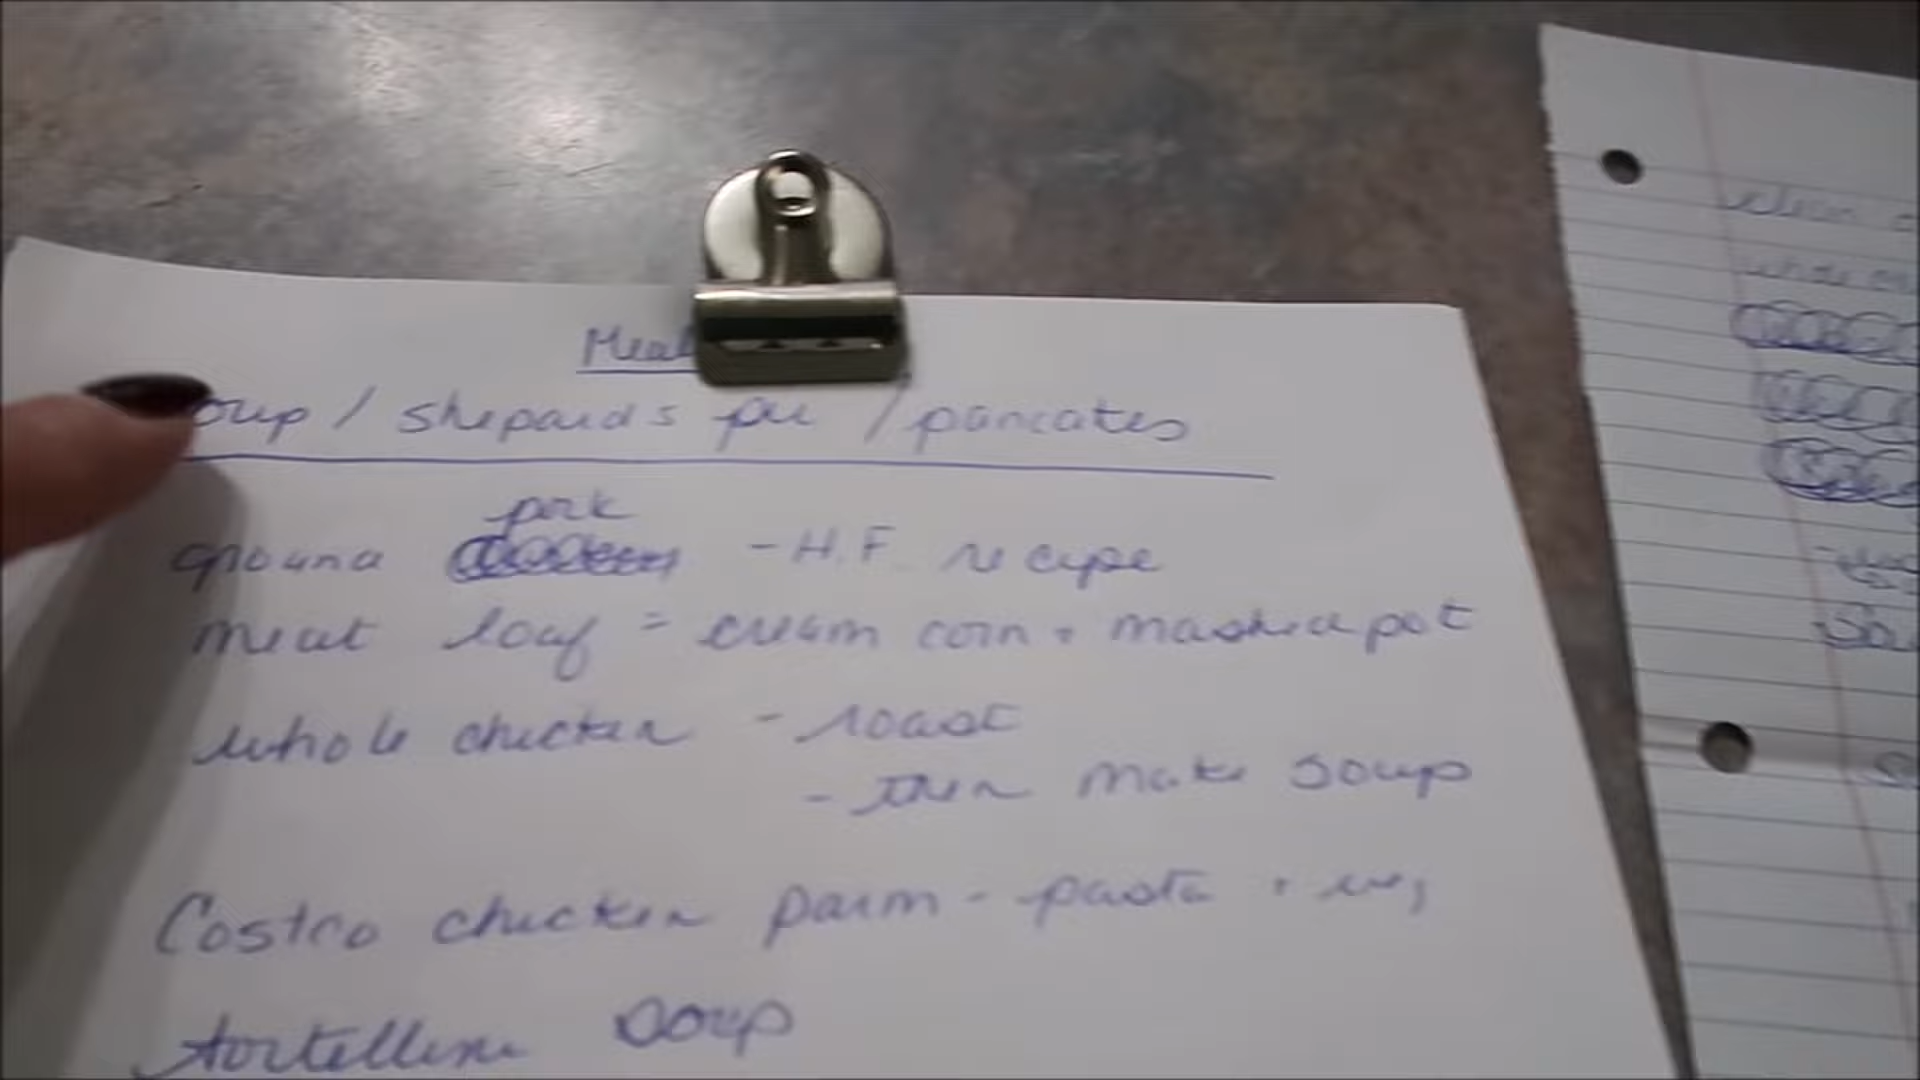 Meal
oup / shepards pie / pancakes
pork
ground - H.F. recipe
meat loaf - cream corn + mashed pot
whole chicken - roast
- then make soup
Costco chicken parm - pasta + veg
tortellini soup